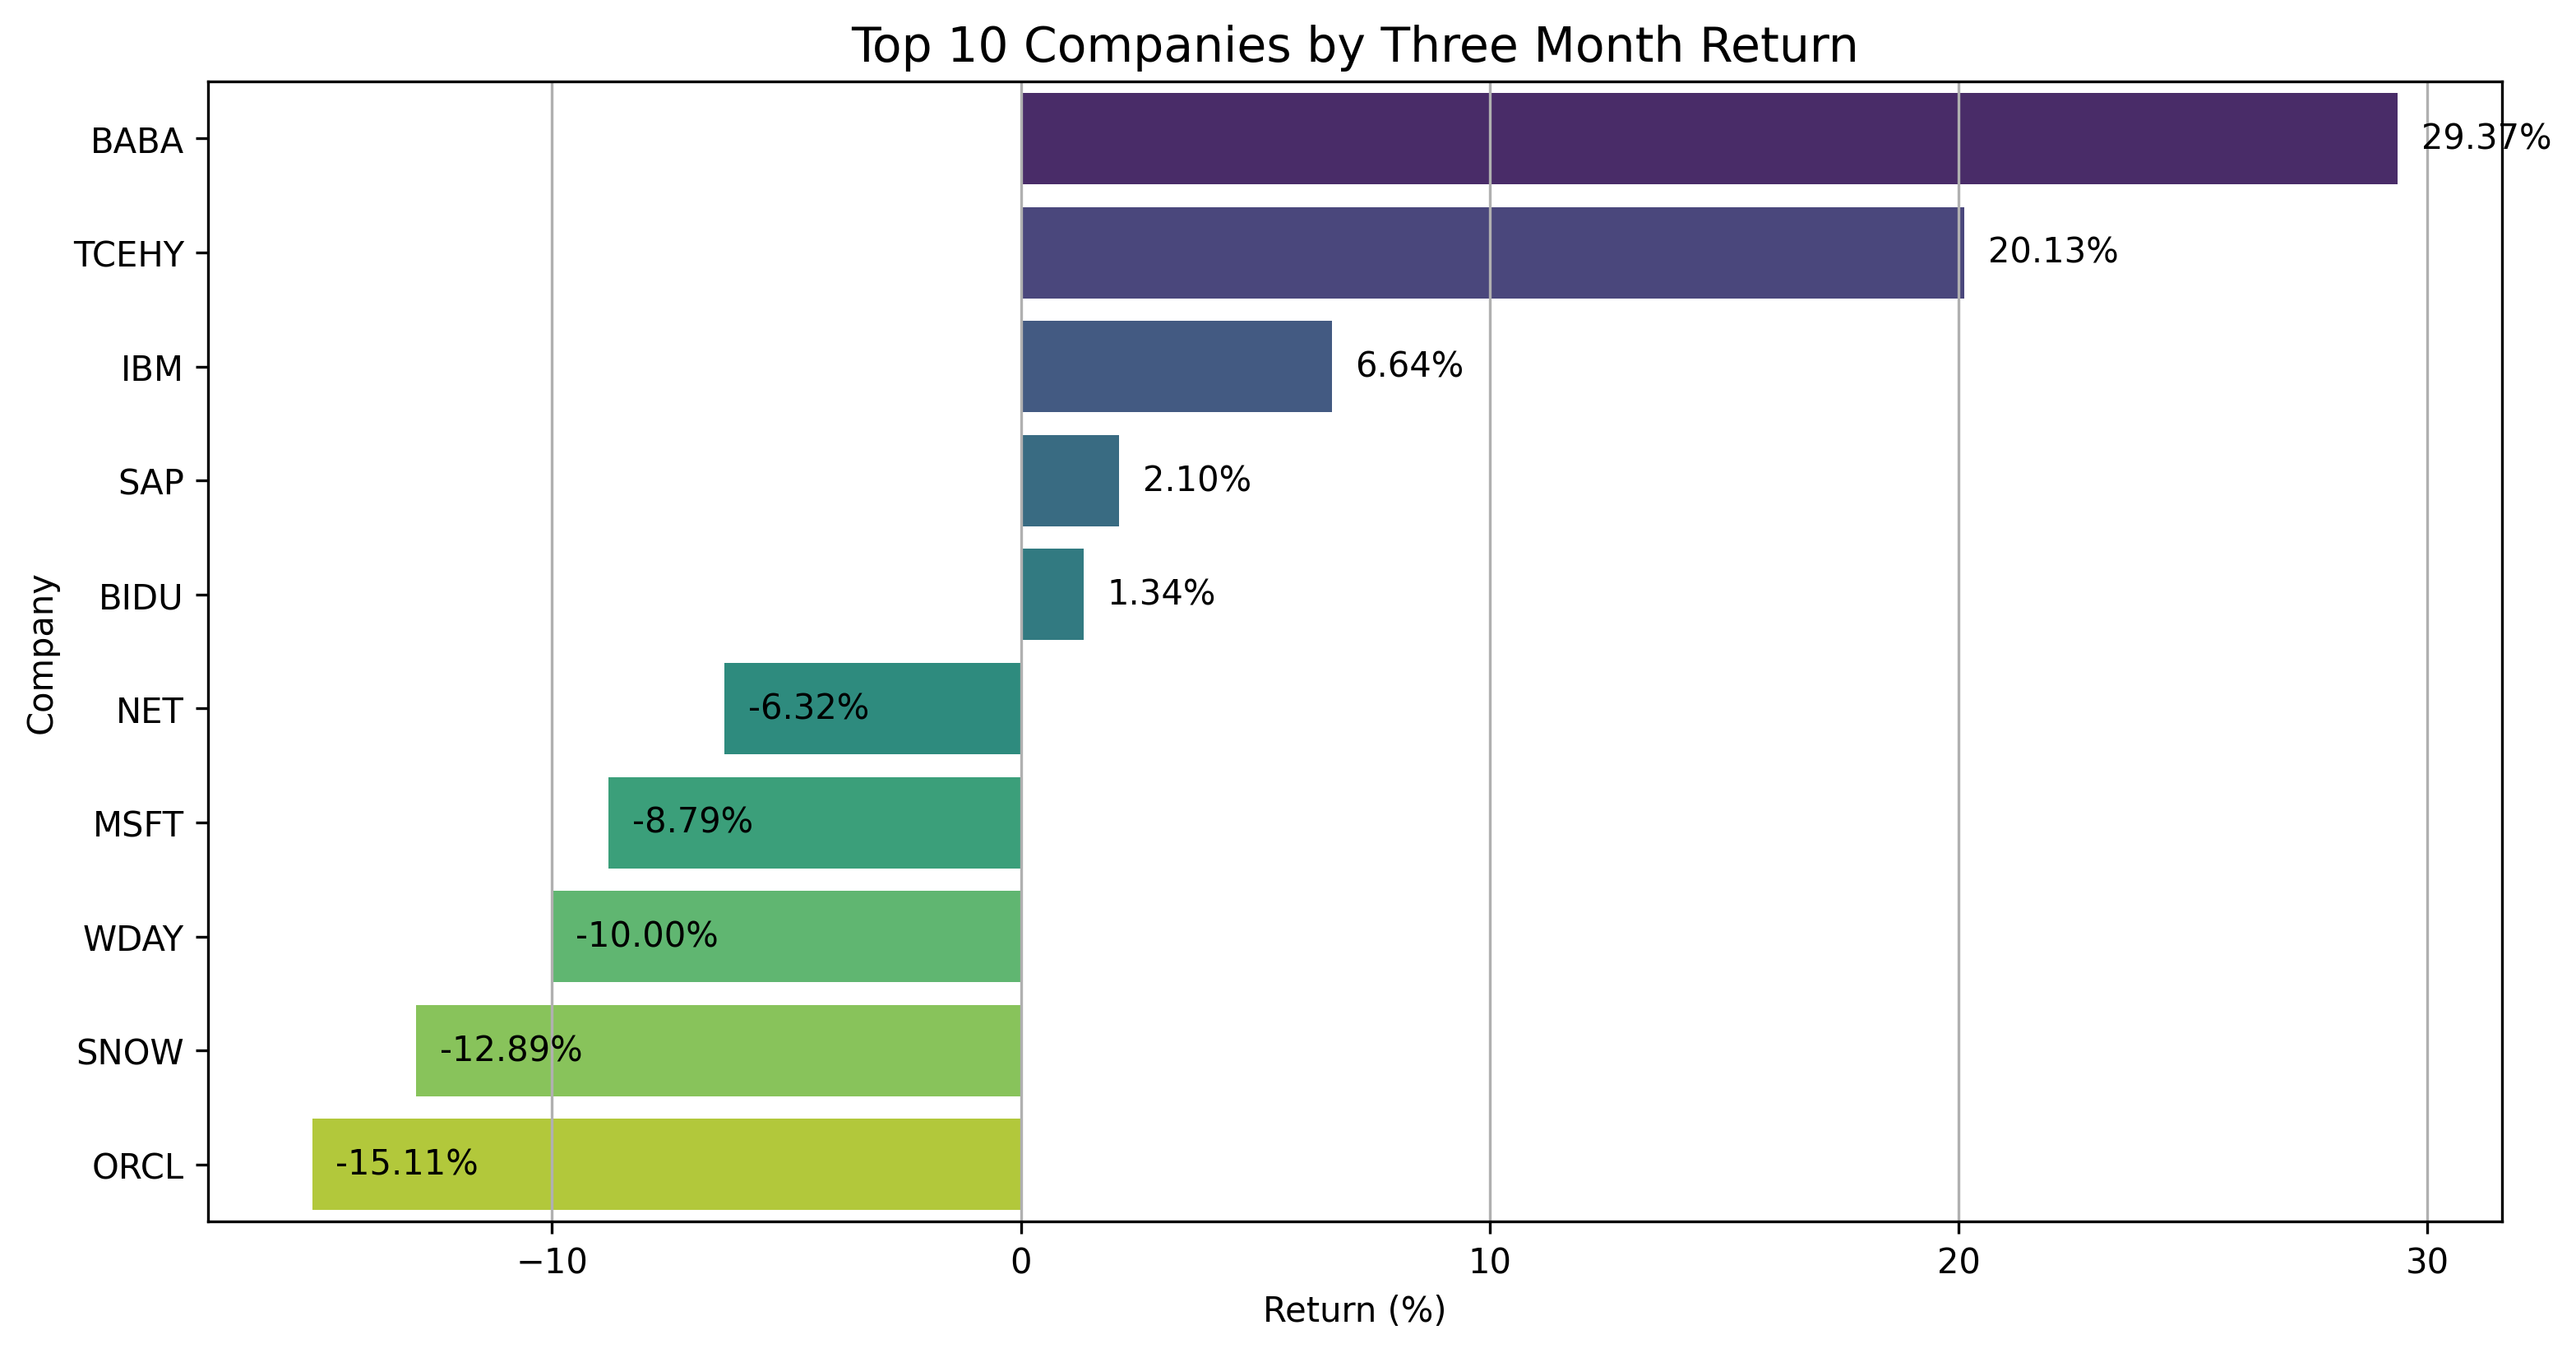 Top 10 Companies by Three Month Return
BABA
29.37%
TCEHY
20.13%
IBM
6.64%
SAP
2.10%
BIDU
1.34%
Company
NET
-6.32%
MSFT
-8.79%
WDAY
-10.00%
SNOW
-12.89%
ORCL
-15.11%
−10 0 10 20 30
Return (%)